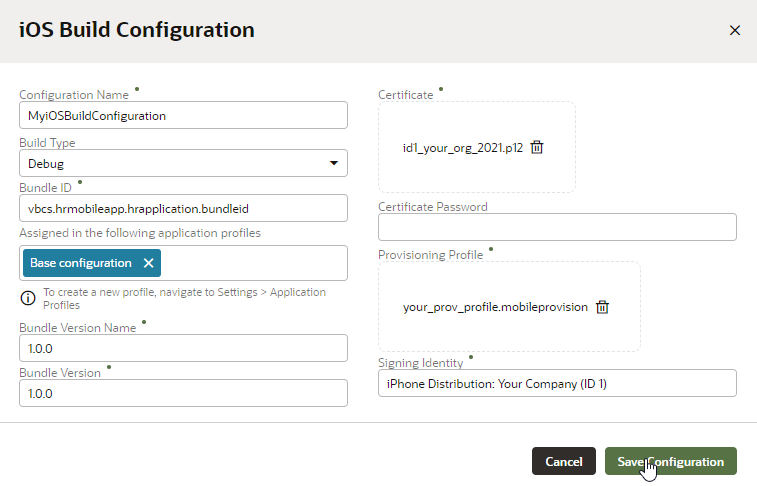 iOS Build Configuration
Configuration Name
MyiOSBuildConfiguration
Build Type
Debug
Bundle ID
vbcs.hrmobileapp.hrapplication.bundleid
Assigned in the following application profiles
Base configuration
To create a new profile, navigate to Settings > Application
Profiles
Bundle Version Name
1.0.0
Bundle Version
1.0.0
Certificate
id1_your_org_2021.p12
Certificate Password
Provisioning Profile
your_prov_profile.mobileprovision
Signing Identity
iPhone Distribution: Your Company (ID 1)
Cancel
Save Configuration